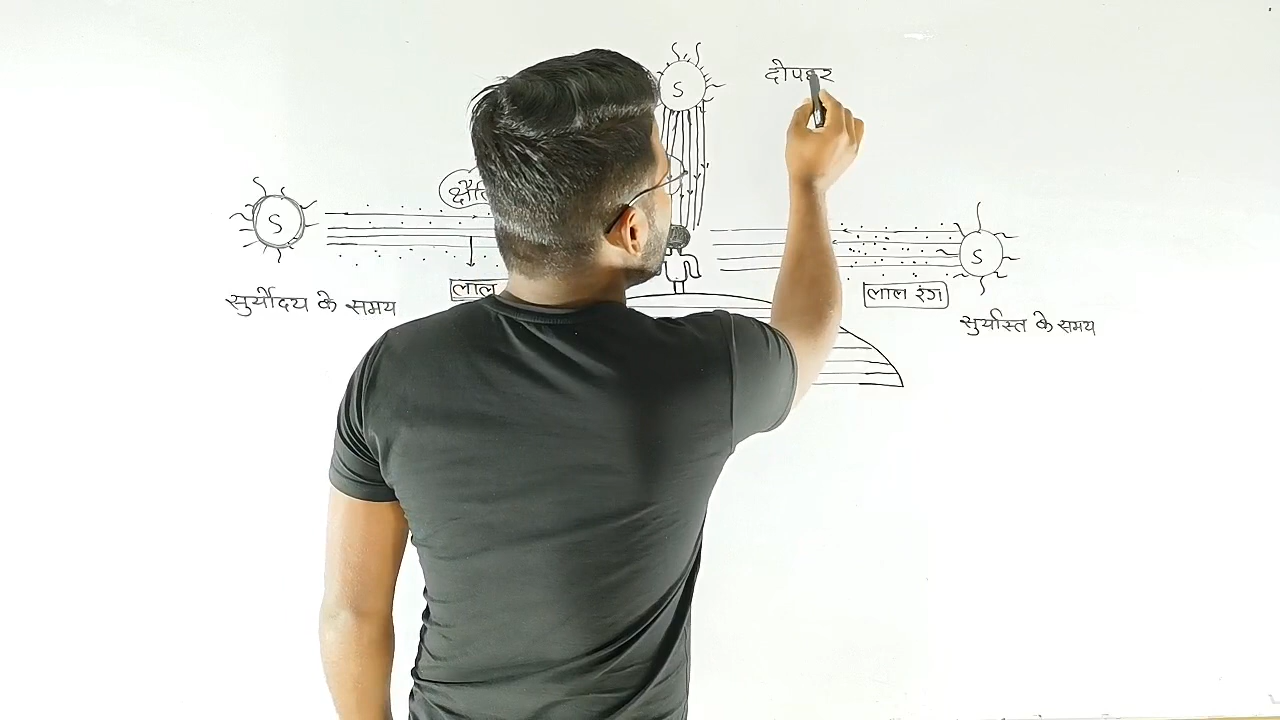 S
दोपहर
S
S
सुर्योदय के समय
लाल
लाल रंग
सुर्यास्त के समय